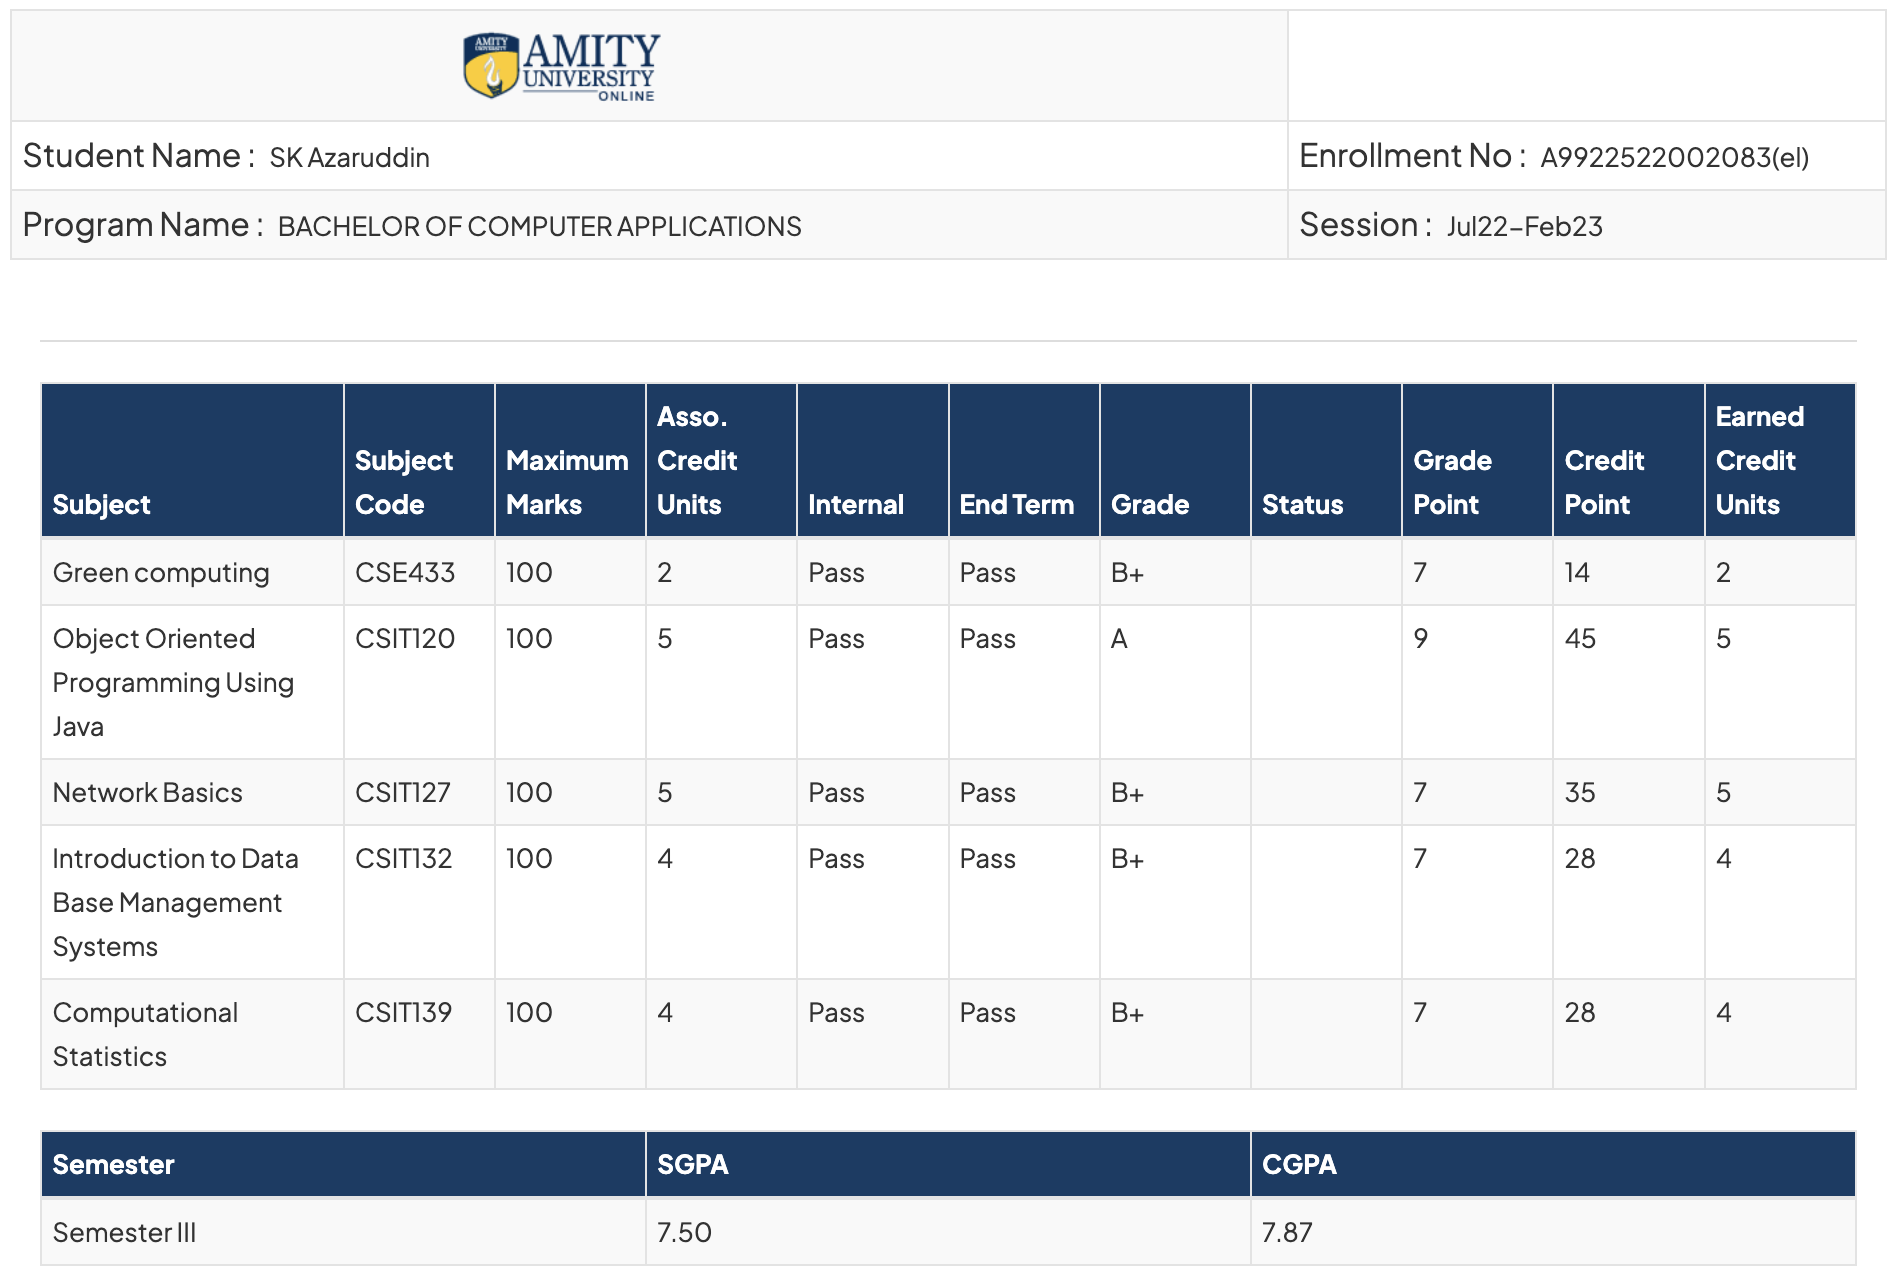 AMITY
UNIVERSITY
AMITY
UNIVERSITY
ONLINE
Student Name : SK Azaruddin
Enrollment No : A9922522002083(el)
Program Name : BACHELOR OF COMPUTER APPLICATIONS
Session : Jul22-Feb23
Subject
Subject
Code
Maximum
Marks
Asso.
Credit
Units
Internal
End Term
Grade
Status
Grade
Point
Credit
Point
Earned
Credit
Units
Green computing CSE433 100 2 Pass Pass B+ 7 14 2
Object Oriented CSIT120 100 5 Pass Pass A 9 45 5
Programming Using
Java
Network Basics CSIT127 100 5 Pass Pass B+ 7 35 5
Introduction to Data CSIT132 100 4 Pass Pass B+ 7 28 4
Base Management
Systems
Computational CSIT139 100 4 Pass Pass B+ 7 28 4
Statistics
Semester SGPA CGPA
Semester III 7.50 7.87